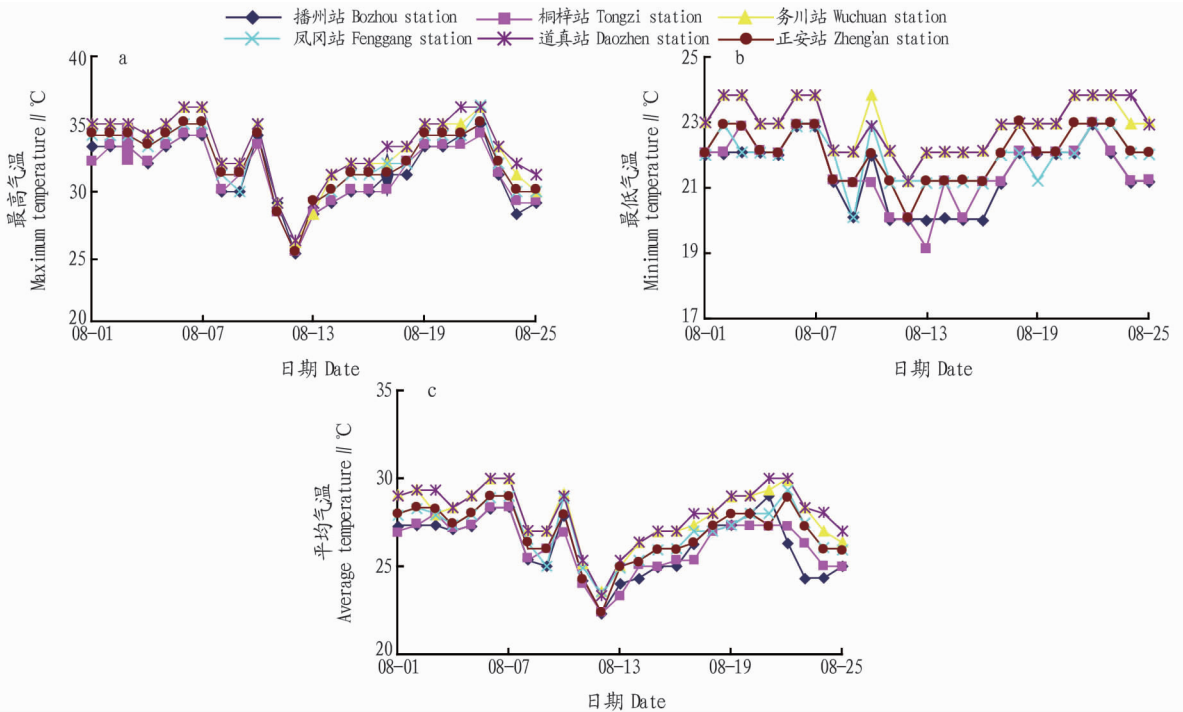 播州站 Bozhou station 桐梓站 Tongzi station 务川站 Wuchuan station
凤冈站 Fenggang station 道真站 Daozhen station 正安站 Zheng'an station
a
40
35
30
25
20
08-01 08-07 08-13 08-19 08-25
最高气温
Maximum temperature∥℃
日期 Date
b
25
23
21
19
17
08-01 08-07 08-13 08-19 08-25
最低气温
Minimum temperature∥℃
日期 Date
c
35
30
25
20
08-01 08-07 08-13 08-19 08-25
平均气温
Average temperature∥℃
日期 Date